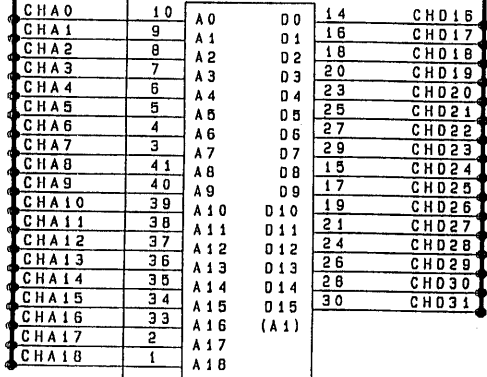 CHA0 10 A0 D0 14 CHD16
CHA1 9 A1 D1 16 CHD17
CHA2 8 A2 D2 18 CHD18
CHA3 7 A3 D3 20 CHD19
CHA4 6 A4 D4 23 CHD20
CHA5 5 A5 D5 25 CHD21
CHA6 4 A6 D6 27 CHD22
CHA7 3 A7 D7 29 CHD23
CHA8 41 A8 D8 15 CHD24
CHA9 40 A9 D9 17 CHD25
CHA10 39 A10 D10 19 CHD26
CHA11 38 A11 D11 21 CHD27
CHA12 37 A12 D12 24 CHD28
CHA13 36 A13 D13 26 CHD29
CHA14 35 A14 D14 28 CHD30
CHA15 34 A15 D15 30 CHD31
CHA16 33 A16 (A1)
CHA17 2 A17
CHA18 1 A18